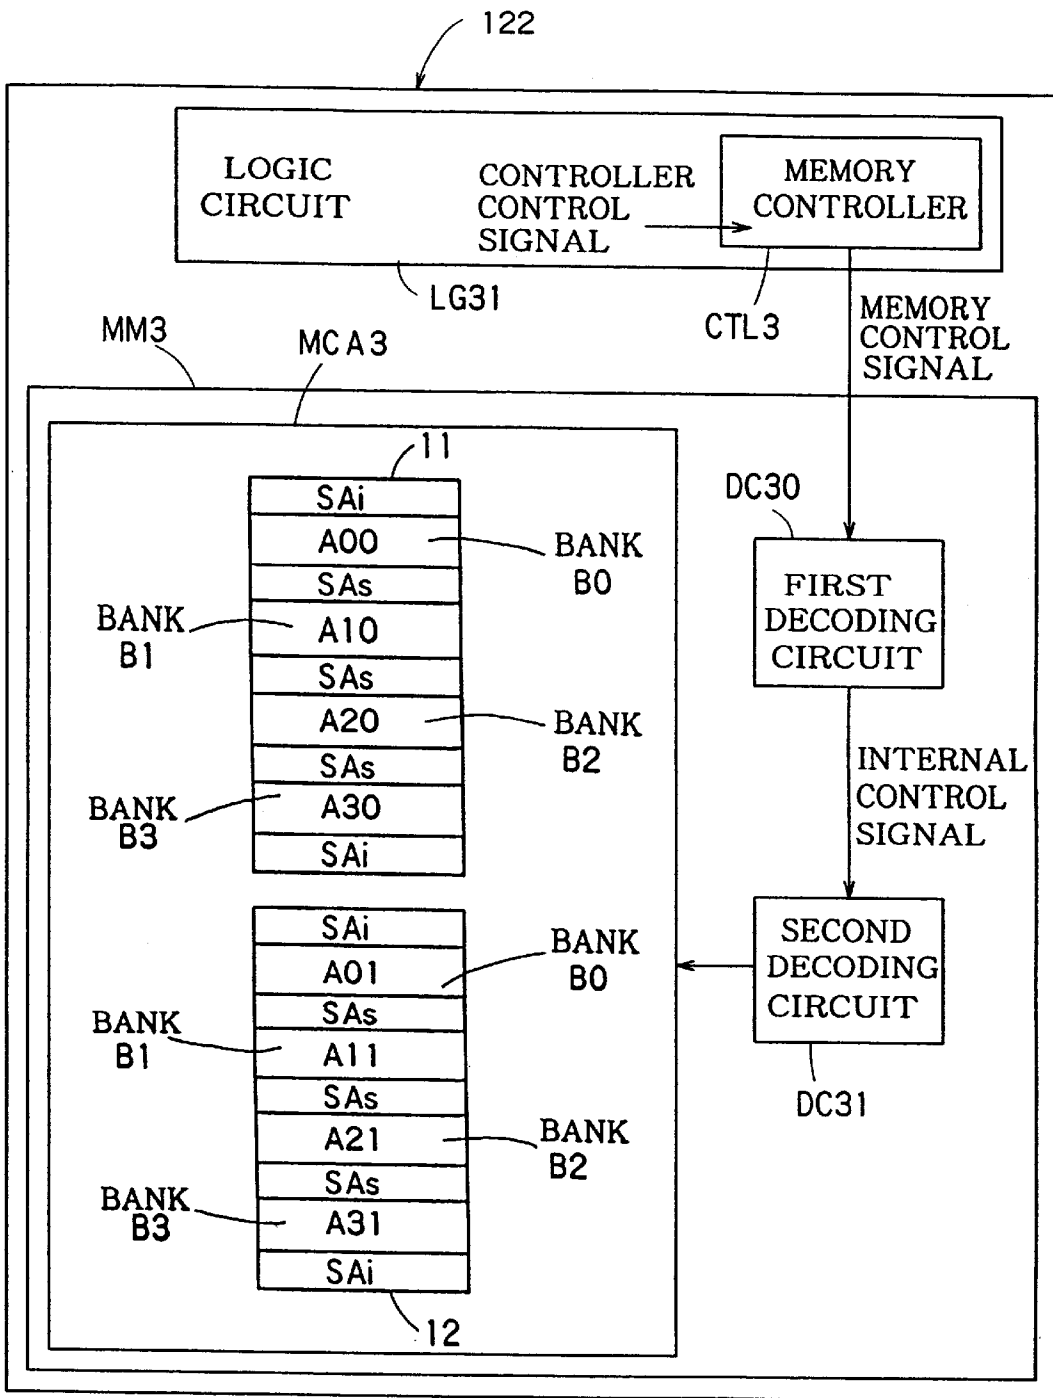 122
LOGIC
CIRCUIT
CONTROLLER
CONTROL
SIGNAL
MEMORY
CONTROLLER
LG31
CTL3
MEMORY
CONTROL
SIGNAL
MM3
MCA3
11
SAi
A00
BANK
B0
SAs
BANK
B1
A10
SAs
A20
BANK
B2
SAs
BANK
B3
A30
SAi
DC30
FIRST
DECODING
CIRCUIT
INTERNAL
CONTROL
SIGNAL
SAi
A01
BANK
B0
SAs
BANK
B1
A11
SAs
A21
BANK
B2
SAs
BANK
B3
A31
SAi
12
SECOND
DECODING
CIRCUIT
DC31